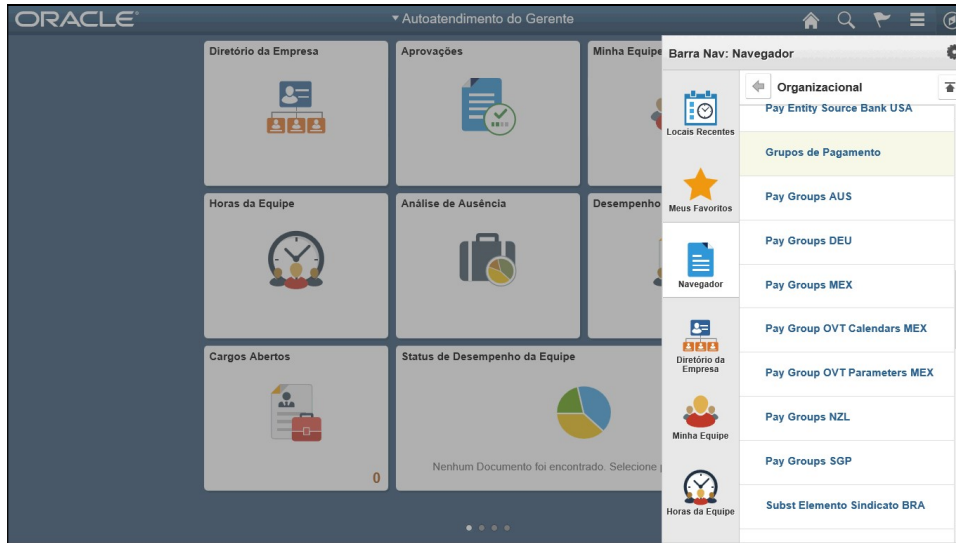 ORACLE
Autoatendimento do Gerente
Diretório da Empresa
Aprovações
Minha Equipe
Horas da Equipe
Análise de Ausência
Desempenho
Cargos Abertos
0
Status de Desempenho da Equipe
Nenhum Documento foi encontrado. Selecione
Barra Nav: Navegador
Locais Recentes
Meus Favoritos
Navegador
Diretório da
Empresa
Minha Equipe
Horas da Equipe
Organizacional
Pay Entity Source Bank USA
Grupos de Pagamento
Pay Groups AUS
Pay Groups DEU
Pay Groups MEX
Pay Group OVT Calendars MEX
Pay Group OVT Parameters MEX
Pay Groups NZL
Pay Groups SGP
Subst Elemento Sindicato BRA